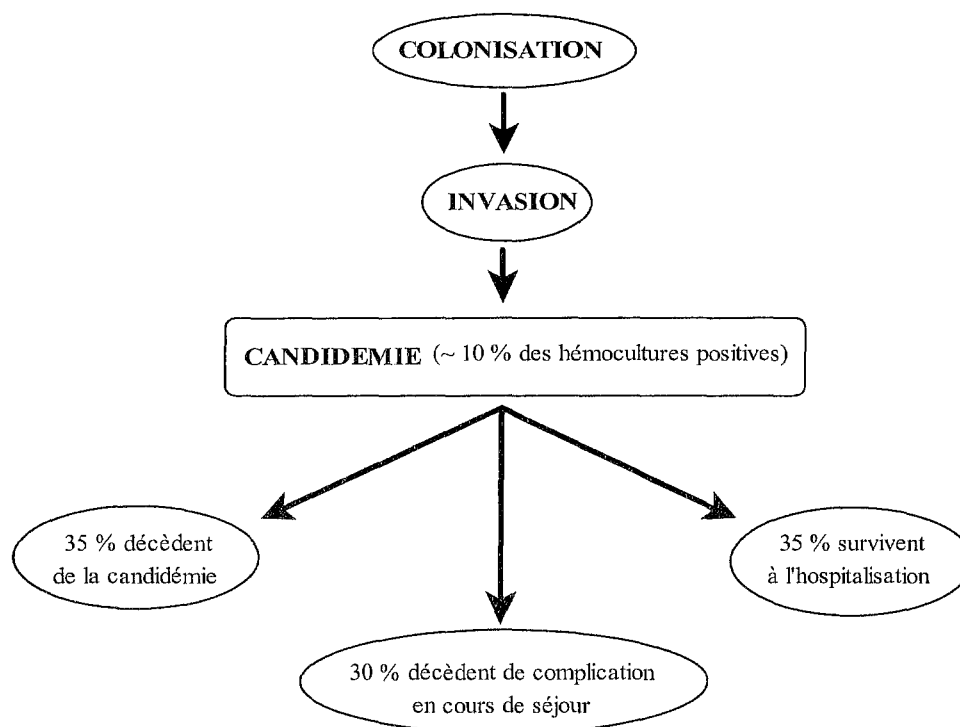 COLONISATION
INVASION
CANDIDEMIE (~ 10 % des hémocultures positives)
35 % décèdent
de la candidémie
35 % survivent
à l'hospitalisation
30 % décèdent de complication
en cours de séjour